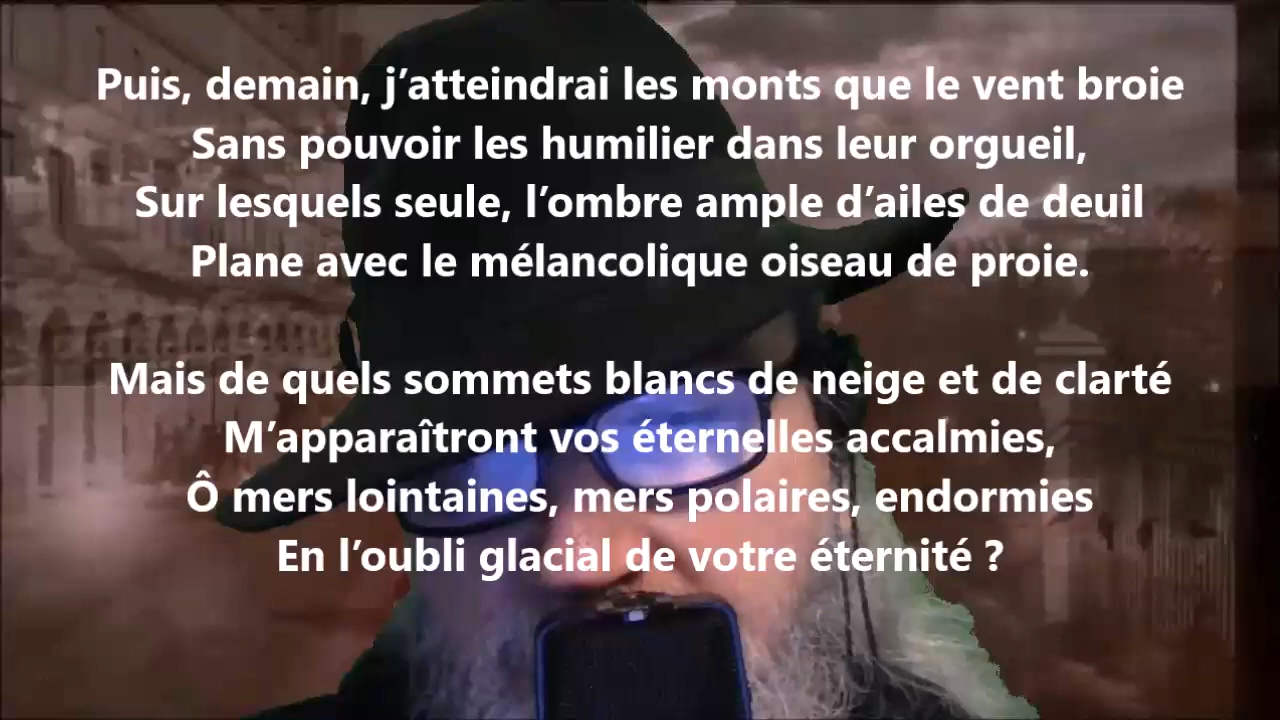 Puis, demain, j’atteindrai les monts que le vent broie
Sans pouvoir les humilier dans leur orgueil,
Sur lesquels seule, l’ombre ample d’ailes de deuil
Plane avec le mélancolique oiseau de proie.
Mais de quels sommets blancs de neige et de clarté
M’apparaîtront vos éternelles accalmies,
Ô mers lointaines, mers polaires, endormies
En l’oubli glacial de votre éternité ?